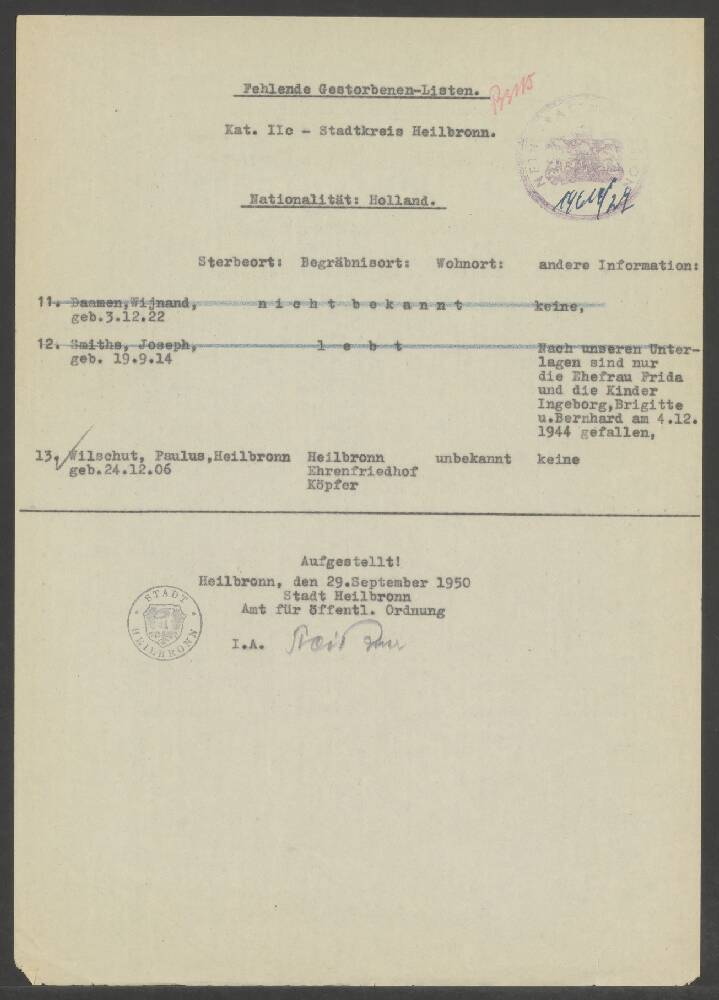 Fehlende Gestorbenen-Listen.
Kat. IIc - Stadtkreis Heilbronn.
Nationalität: Holland.
Sterbeort: Begräbnisort: Wohnort: andere Information:
11. Daamen,Wijnand, n i c h t b e k a n n t keine,
geb.3.12.22
12. Smiths, Joseph, l e b t Nach unseren Unter-
geb. 19.9.14 lagen sind nur
die Ehefrau Frida
und die Kinder
Ingeborg,Brigitte
u.Bernhard am 4.12.
1944 gefallen,
13. Wilschut, Paulus,Heilbronn Heilbronn unbekannt keine
geb.24.12.06 Ehrenfriedhof
Köpfer
Aufgestellt!
Heilbronn, den 29.September 1950
Stadt Heilbronn
Amt für öffentl. Ordnung
I.A.
STADT
HEILBRONN